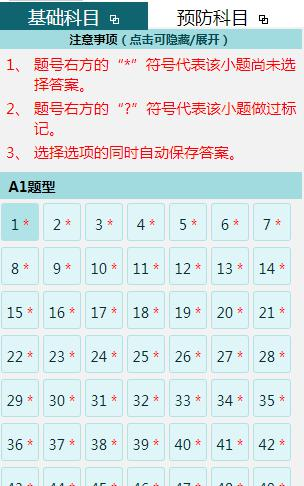 基础科目 预防科目
注意事项（点击可隐藏/展开）
1、 题号右方的“*”符号代表该小题尚未选
择答案。
2、 题号右方的“?”符号代表该小题做过标
记。
3、 选择选项的同时自动保存答案。
A1题型
1 * 2 * 3 * 4 * 5 * 6 * 7 *
8 * 9 * 10 * 11 * 12 * 13 * 14 *
15 * 16 * 17 * 18 * 19 * 20 * 21 *
22 * 23 * 24 * 25 * 26 * 27 * 28 *
29 * 30 * 31 * 32 * 33 * 34 * 35 *
36 * 37 * 38 * 39 * 40 * 41 * 42 *